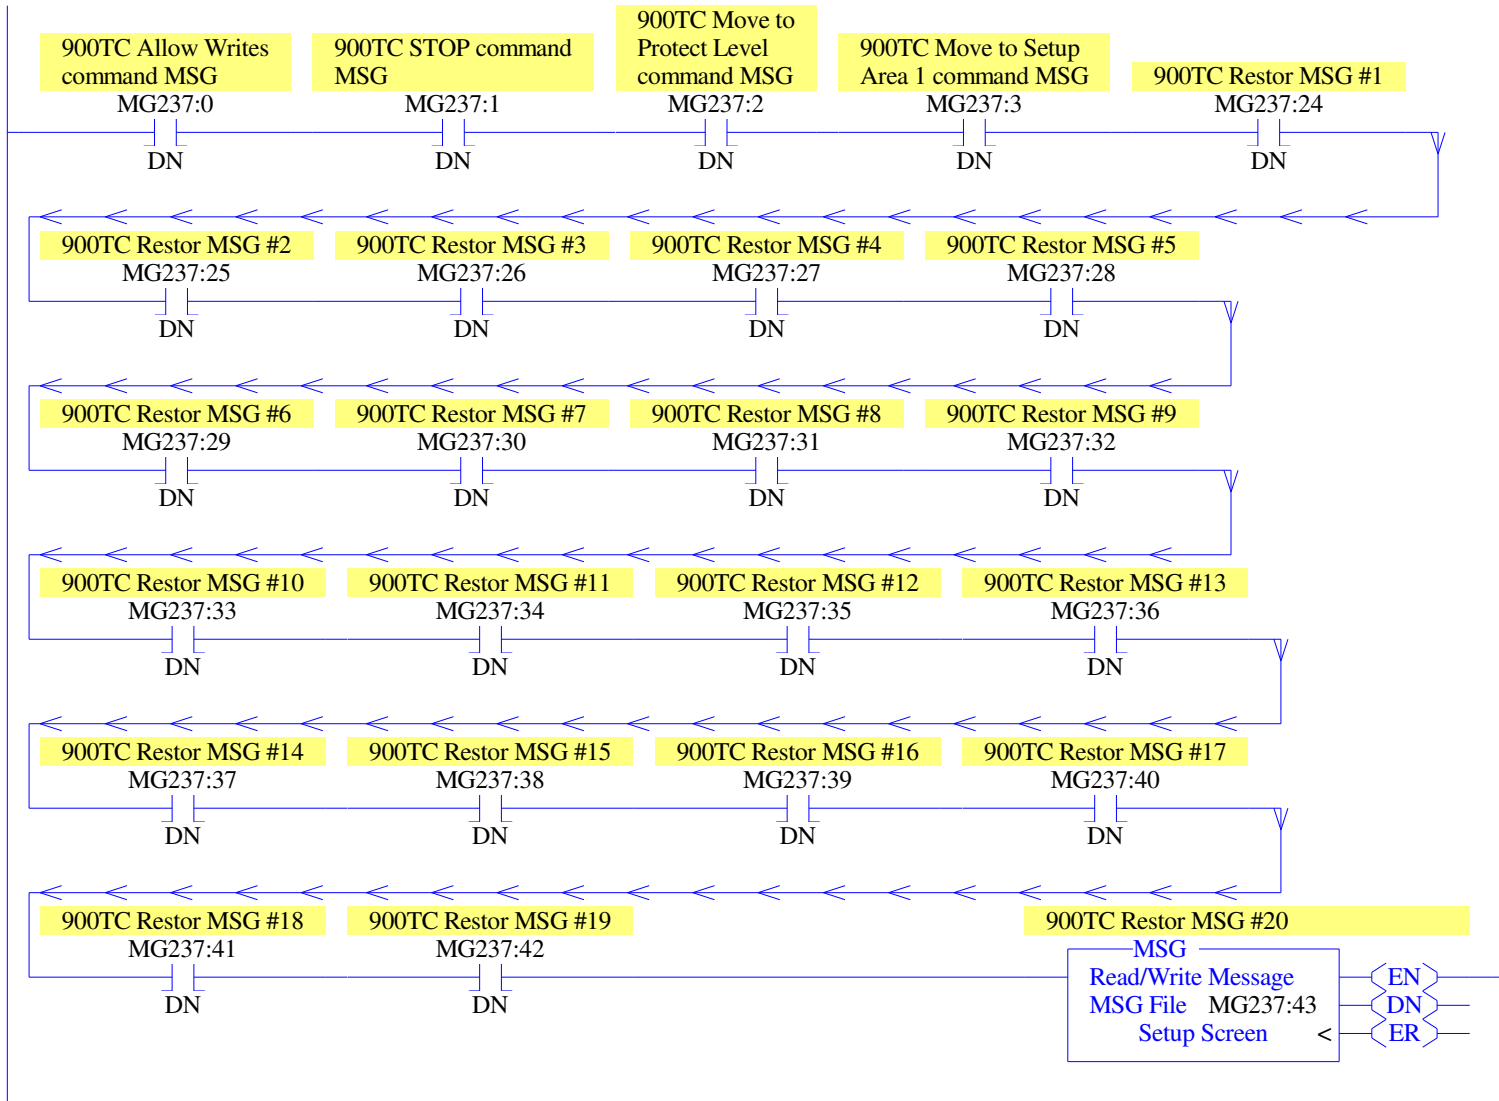 900TC Allow Writes
command MSG
MG237:0
DN
900TC STOP command
MSG
MG237:1
DN
900TC Move to
Protect Level
command MSG
MG237:2
DN
900TC Move to Setup
Area 1 command MSG
MG237:3
DN
900TC Restor MSG #1
MG237:24
DN
900TC Restor MSG #2
MG237:25
DN
900TC Restor MSG #3
MG237:26
DN
900TC Restor MSG #4
MG237:27
DN
900TC Restor MSG #5
MG237:28
DN
900TC Restor MSG #6
MG237:29
DN
900TC Restor MSG #7
MG237:30
DN
900TC Restor MSG #8
MG237:31
DN
900TC Restor MSG #9
MG237:32
DN
900TC Restor MSG #10
MG237:33
DN
900TC Restor MSG #11
MG237:34
DN
900TC Restor MSG #12
MG237:35
DN
900TC Restor MSG #13
MG237:36
DN
900TC Restor MSG #14
MG237:37
DN
900TC Restor MSG #15
MG237:38
DN
900TC Restor MSG #16
MG237:39
DN
900TC Restor MSG #17
MG237:40
DN
900TC Restor MSG #18
MG237:41
DN
900TC Restor MSG #19
MG237:42
DN
900TC Restor MSG #20
MSG
Read/Write Message
MSG File MG237:43
Setup Screen <
EN
DN
ER